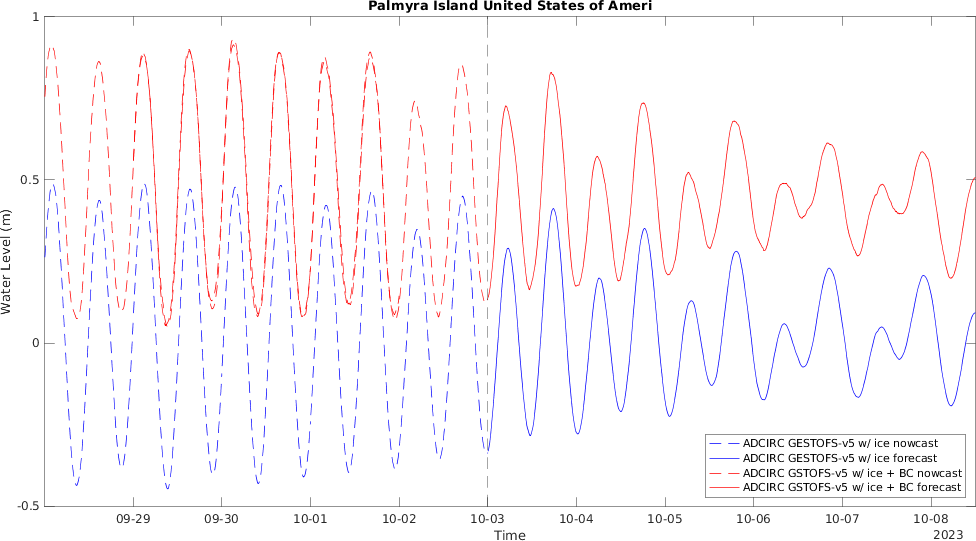 Palmyra Island United States of Ameri
Water Level (m)
1
0.5
0
-0.5
ADCIRC GESTOFS-v5 w/ ice nowcast
ADCIRC GESTOFS-v5 w/ ice forecast
ADCIRC GSTOFS-v5 w/ ice + BC nowcast
ADCIRC GSTOFS-v5 w/ ice + BC forecast
09-29 09-30 10-01 10-02 10-03 10-04 10-05 10-06 10-07 10-08
Time
2023